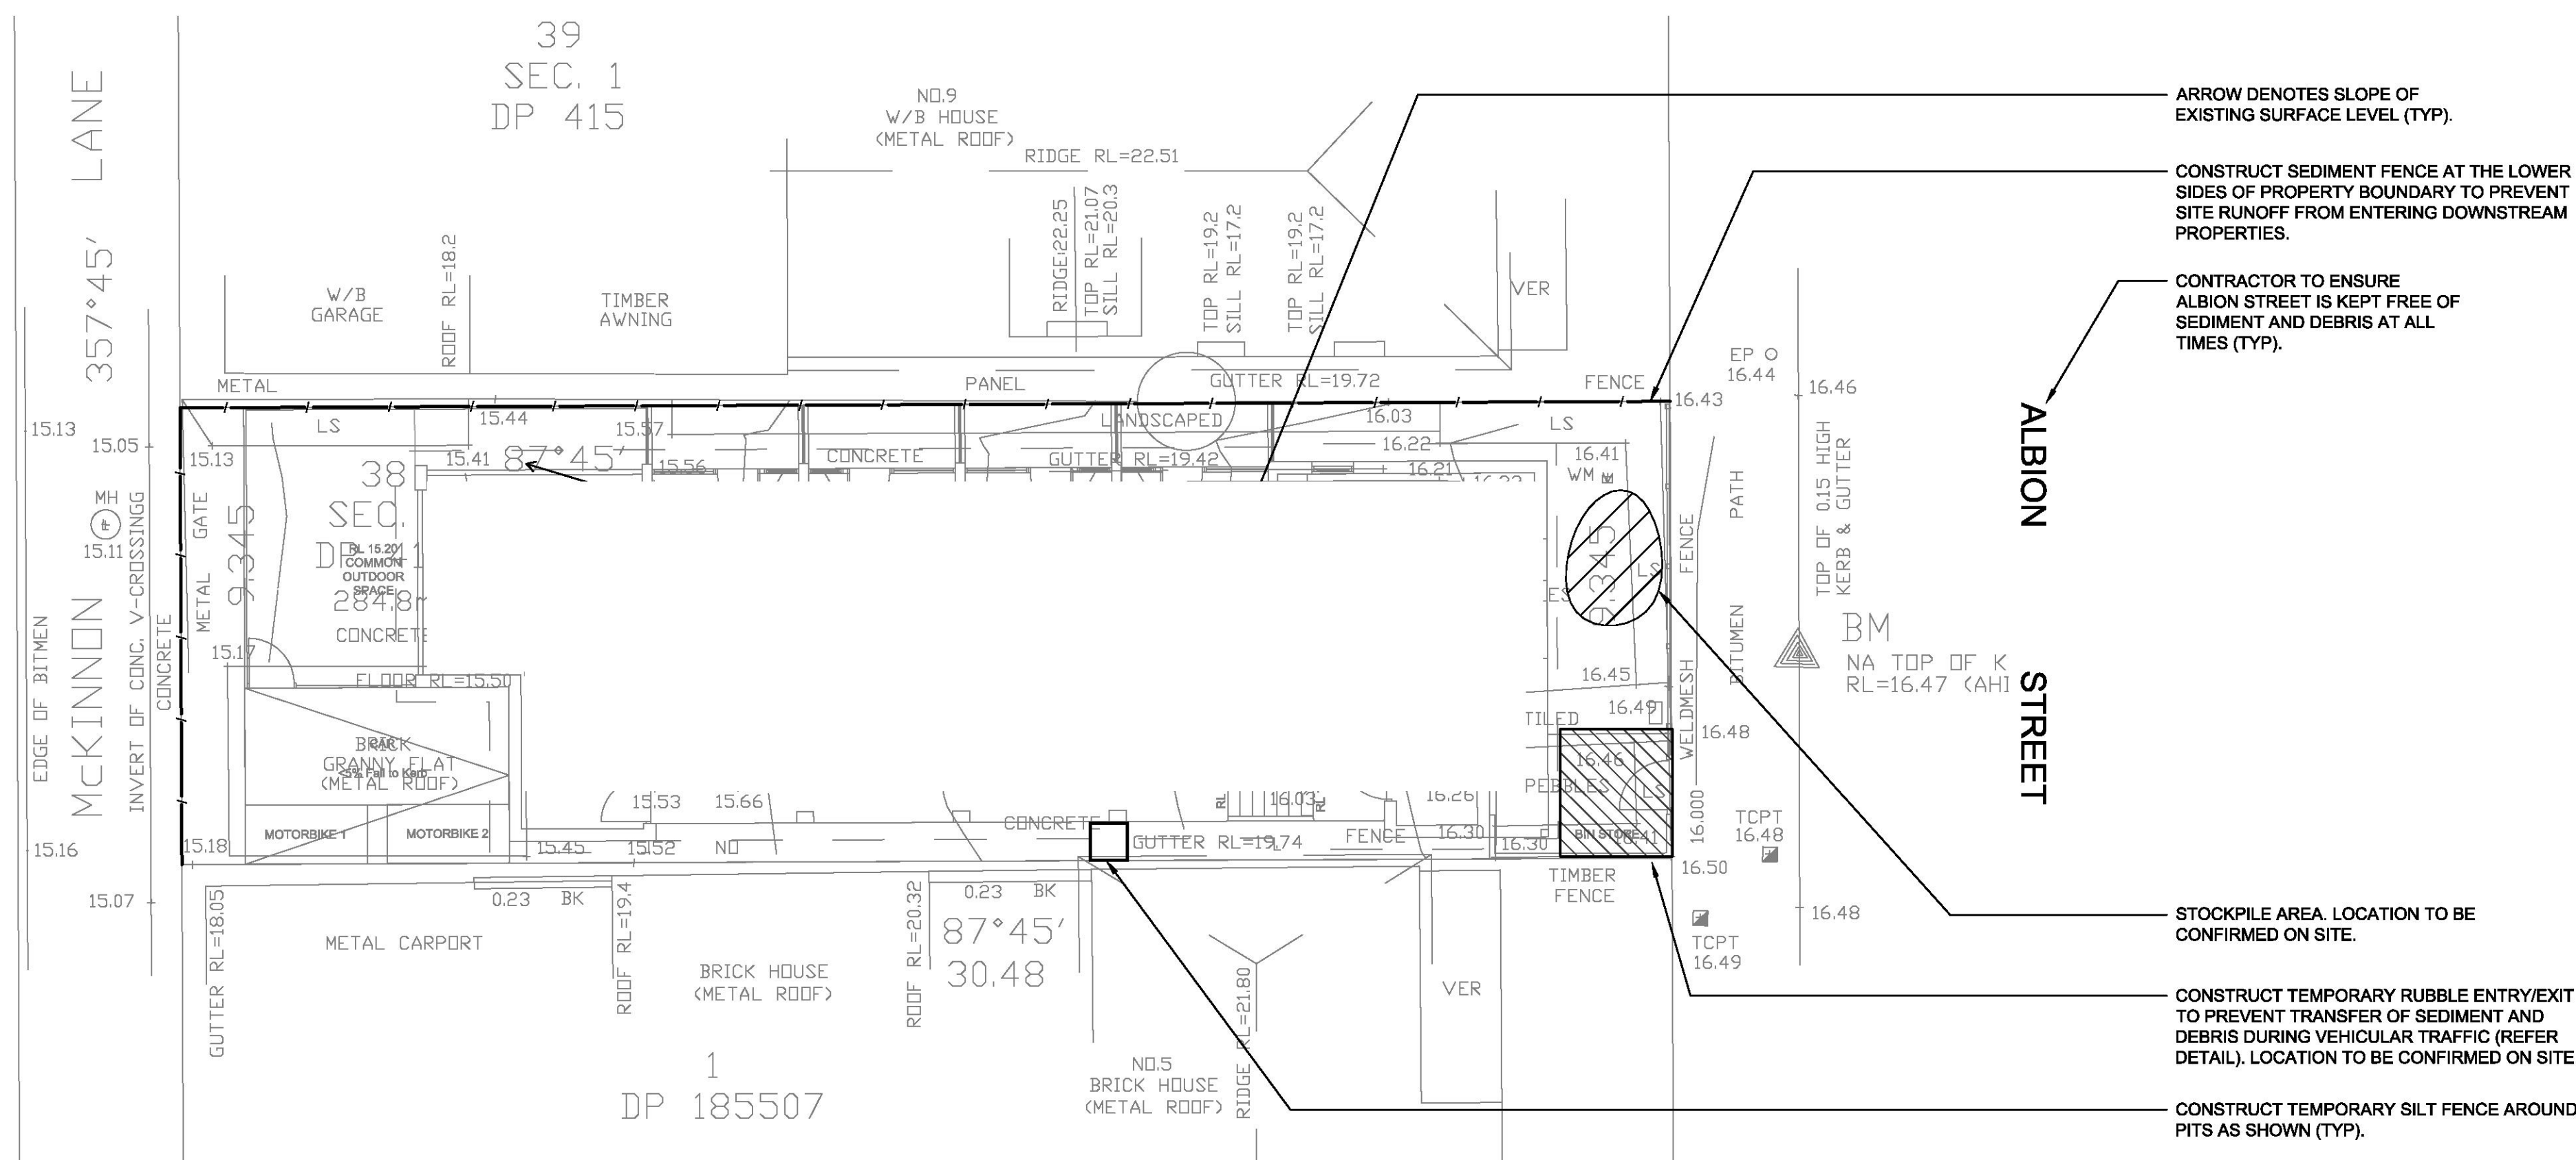 39
SEC. 1
DP 415
LANE
357°45'
McKINNON
NO.9
W/B HOUSE
(METAL ROOF)
RIDGE RL=22.51
RIDGE=22.25
TOP RL=21.07
SILL RL=20.3
TOP RL=19.2
SILL RL=17.2
TOP RL=19.2
SILL RL=17.2
VER
W/B
GARAGE
ROOF RL=18.2
TIMBER
AWNING
METAL
PANEL
GUTTER RL=19.72
FENCE
ARROW DENOTES SLOPE OF
EXISTING SURFACE LEVEL (TYP).
CONSTRUCT SEDIMENT FENCE AT THE LOWER
SIDES OF PROPERTY BOUNDARY TO PREVENT
SITE RUNOFF FROM ENTERING DOWNSTREAM
PROPERTIES.
CONTRACTOR TO ENSURE
ALBION STREET IS KEPT FREE OF
SEDIMENT AND DEBRIS AT ALL
TIMES (TYP).
EP
16.44
16.46
16.43
15.13
15.05
15.13
LS
15.44
15.57
LANDSCAPED
16.03
LS
16.22
15.41
87°45'
15.56
CONCRETE
GUTTER RL=19.42
16.21
16.41
WM
MH
15.11
GATE
METAL
9.345
38
SEC.
RL 15.20
COMMON
OUTDOOR
SPACE
284.8
CONCRETE
9.345
LS
FENCE
WELDMESH
PATH
BITUMEN
TOP OF 0.15 HIGH
KERB & GUTTER
ALBION
STREET
BM
NA TOP OF K
RL=16.47 (AHI
EDGE OF BITMEN
INVERT OF CONC. V-CROSSINGG
CONCRETE
15.17
FLOOR RL=15.50
16.45
16.49
TILED
16.48
BRICK
GRANNY FLAT
(METAL ROOF)
<5% Fall to Kerb
16.46
PEBBLES
LS
MOTORBIKE 1
MOTORBIKE 2
15.53
15.66
RL
16.03
RL
16.26
16.000
TCPT
16.48
15.16
15.18
15.45
15.52
NO
CONCRETE
GUTTER RL=19.74
FENCE
16.30
16.30
BIN STORE
16.50
15.07
0.23 BK
0.23 BK
TIMBER
FENCE
16.48
TCPT
16.49
GUTTER RL=18.05
METAL CARPORT
ROOF RL=19.4
BRICK HOUSE
(METAL ROOF)
ROOF RL=20.32
87°45'
30.48
RIDGE RL=21.80
VER
1
DP 185507
NO.5
BRICK HOUSE
(METAL ROOF)
STOCKPILE AREA. LOCATION TO BE
CONFIRMED ON SITE.
CONSTRUCT TEMPORARY RUBBLE ENTRY/EXIT
TO PREVENT TRANSFER OF SEDIMENT AND
DEBRIS DURING VEHICULAR TRAFFIC (REFER
DETAIL). LOCATION TO BE CONFIRMED ON SITE
CONSTRUCT TEMPORARY SILT FENCE AROUND
PITS AS SHOWN (TYP).